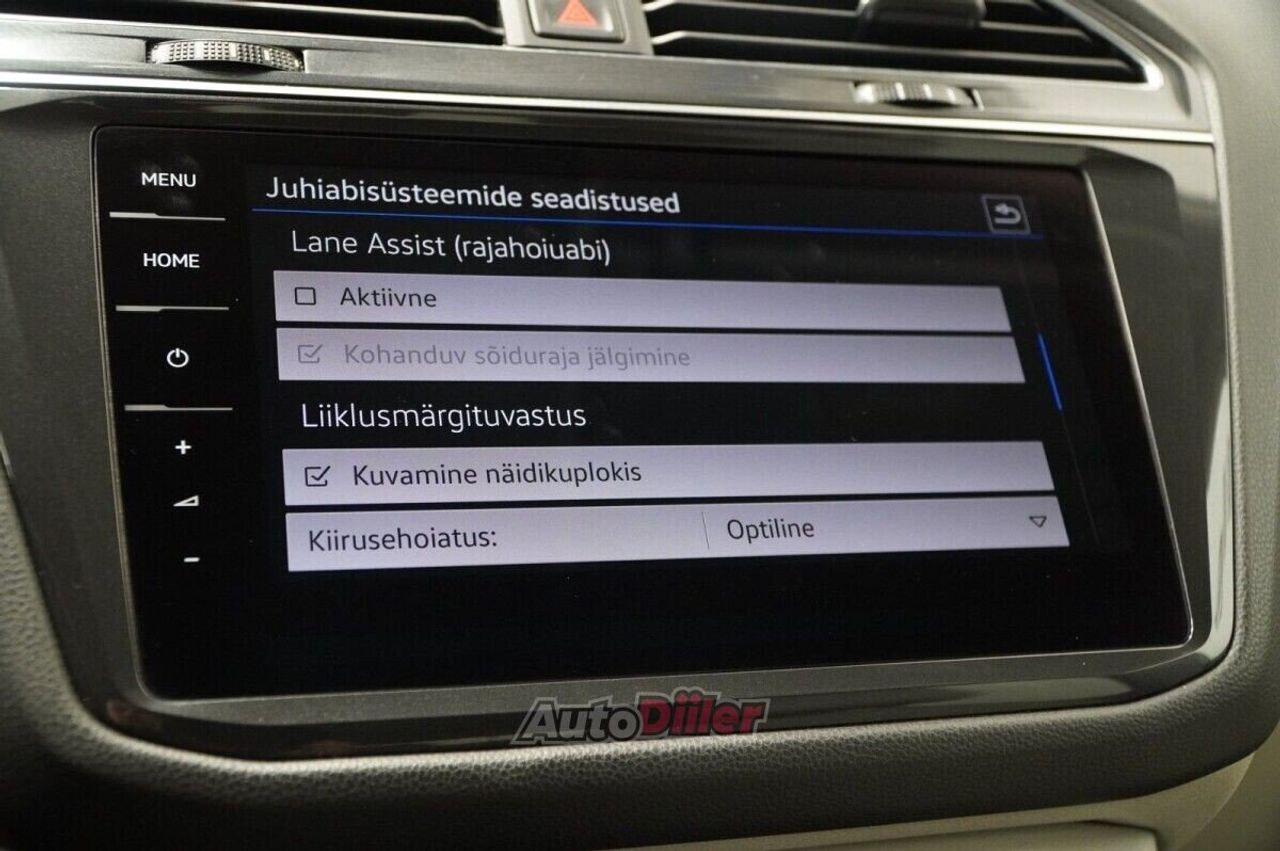 MENU
HOME
Juhiabisüsteemide seadistused
Lane Assist (rajahoiuabi)
Aktiivne
Kohanduv sõiduraja jälgimine
Liiklusmärgituvastus
Kuvamine näidikuplokis
Kiirusehoiatus: Optiline
+
-
AutoDiiler